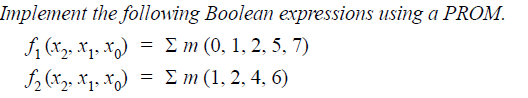 Implement the following Boolean expressions using a PROM.
f₁ (x₂, x₁, x₀) = Σ m (0, 1, 2, 5, 7)
f₂ (x₂, x₁, x₀) = Σ m (1, 2, 4, 6)